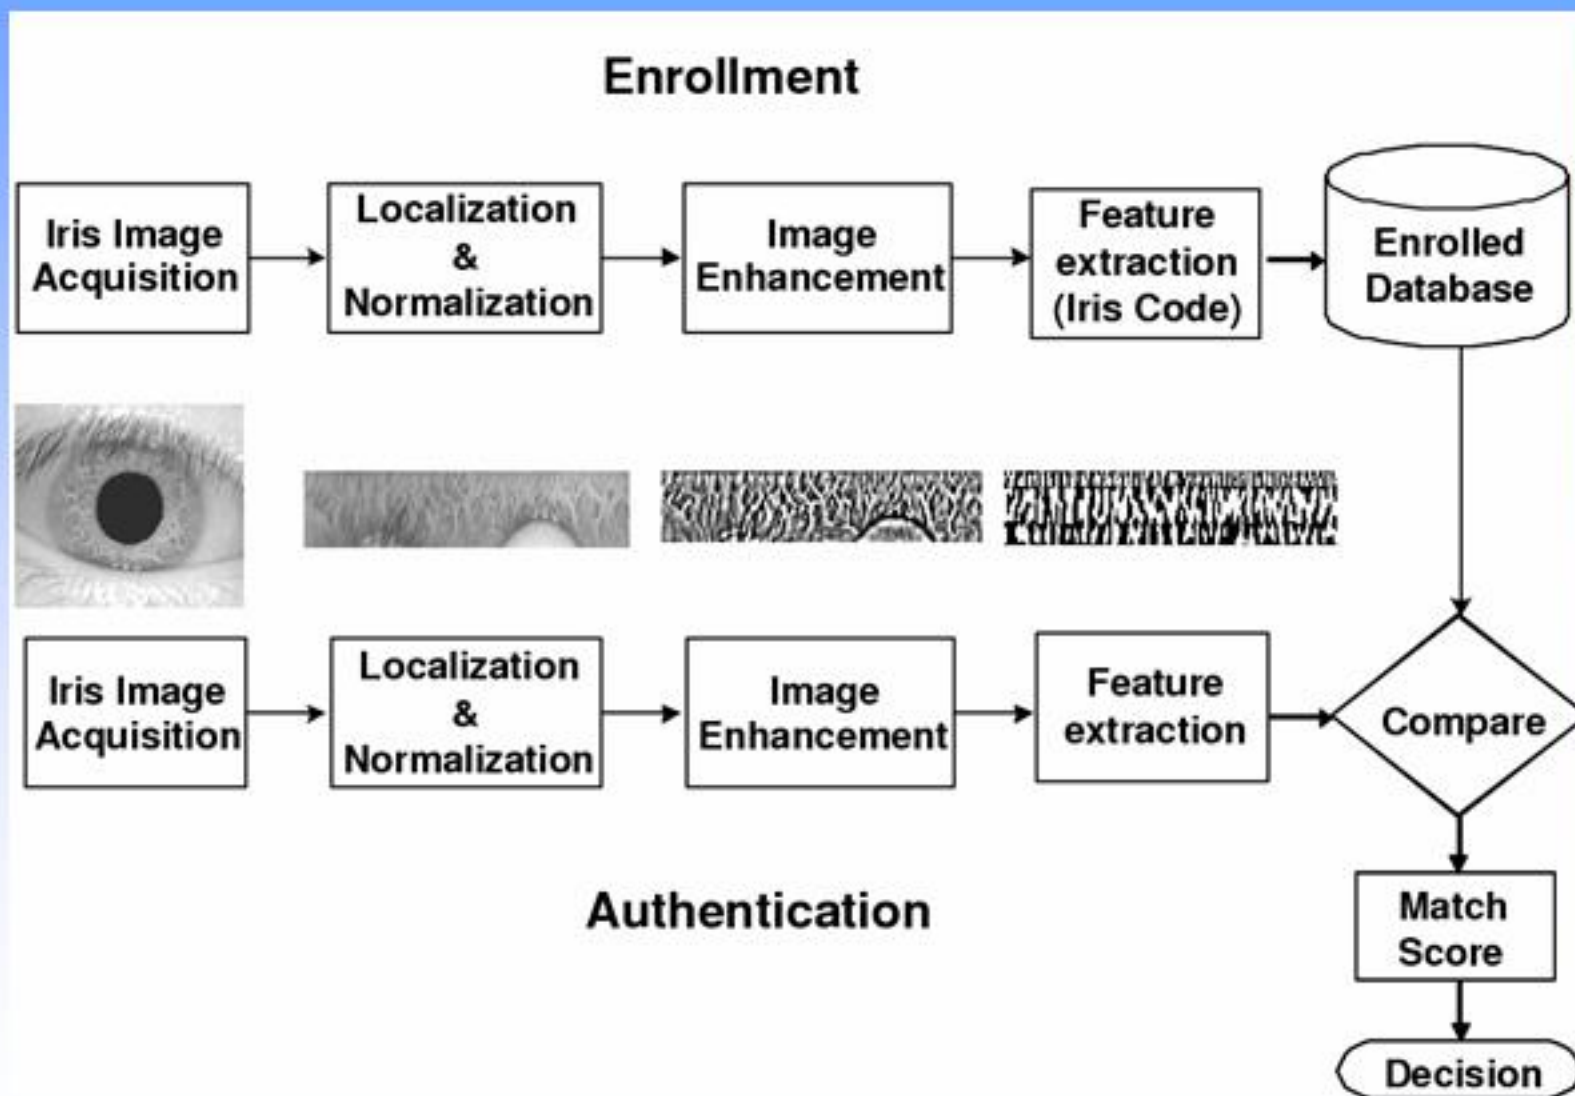 Enrollment
Iris Image
Acquisition
Localization
&
Normalization
Image
Enhancement
Feature
extraction
(Iris Code)
Enrolled
Database
Iris Image
Acquisition
Localization
&
Normalization
Image
Enhancement
Feature
extraction
Compare
Authentication
Match
Score
Decision